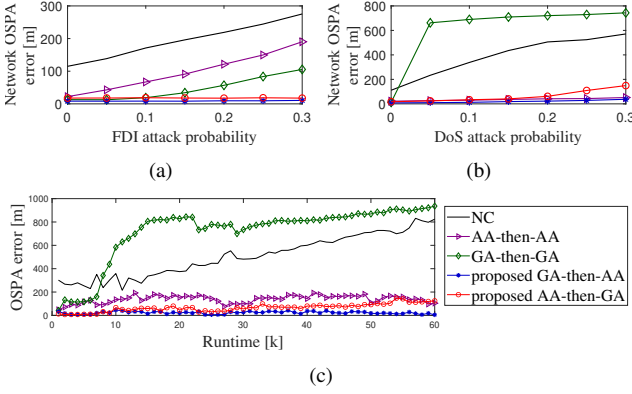 300
200
100
0
0
0.1
0.2
0.3
Network OSPA
error [m]
FDI attack probability
(a)
800
600
400
200
0
0
0.1
0.2
0.3
Network OSPA
error [m]
DoS attack probability
(b)
1000
800
600
400
200
0
0
10
20
30
40
50
60
OSPA error [m]
Runtime [k]
NC
AA-then-AA
GA-then-GA
proposed GA-then-AA
proposed AA-then-GA
(c)